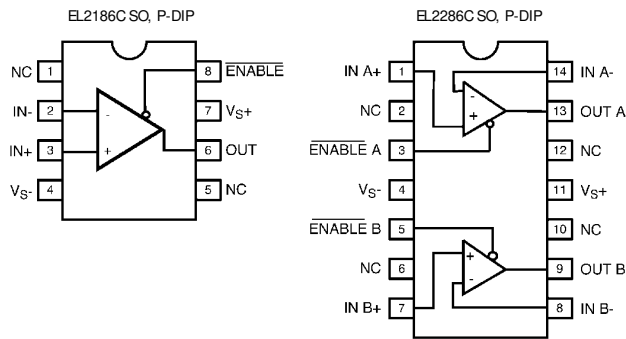 EL2186C SO, P-DIP
NC 1 8 ENABLE
IN- 2 - 7 VS+
IN+ 3 + 6 OUT
VS- 4 5 NC
EL2286C SO, P-DIP
IN A+ 1 14 IN A-
NC 2 - + 13 OUT A
ENABLE A 3 12 NC
VS- 4 11 VS+
ENABLE B 5 10 NC
NC 6 + - 9 OUT B
IN B+ 7 8 IN B-